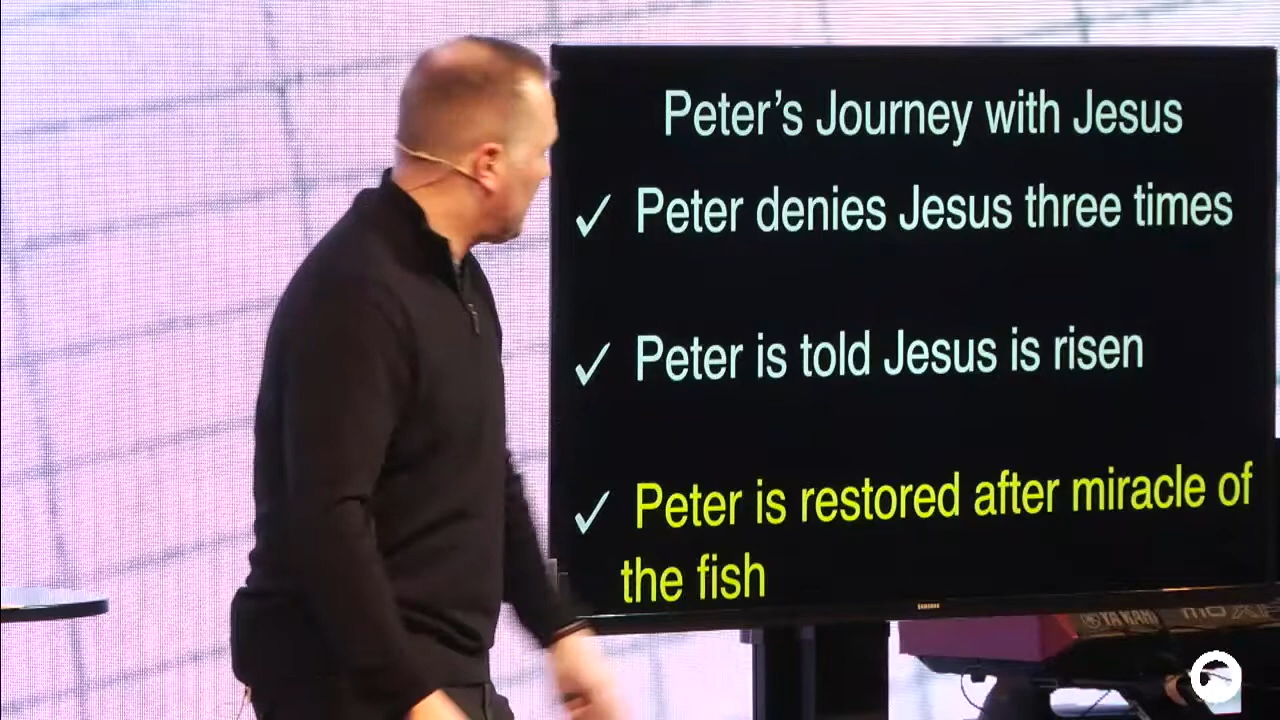 Peter's Journey with Jesus
✓ Peter denies Jesus three times
✓ Peter is told Jesus is risen
✓ Peter is restored after miracle of
the fish
SAMSUNG
YAMAHA